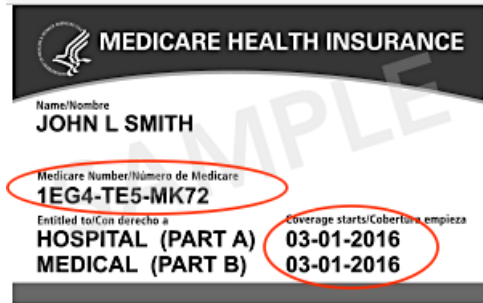 MEDICARE HEALTH INSURANCE
Name/Nombre
JOHN L SMITH
Medicare Number/Número de Medicare
1EG4-TE5-MK72
Entitled to/Con derecho a Coverage starts/Cobertura empieza
HOSPITAL (PART A) 03-01-2016
MEDICAL (PART B) 03-01-2016
SAMPLE